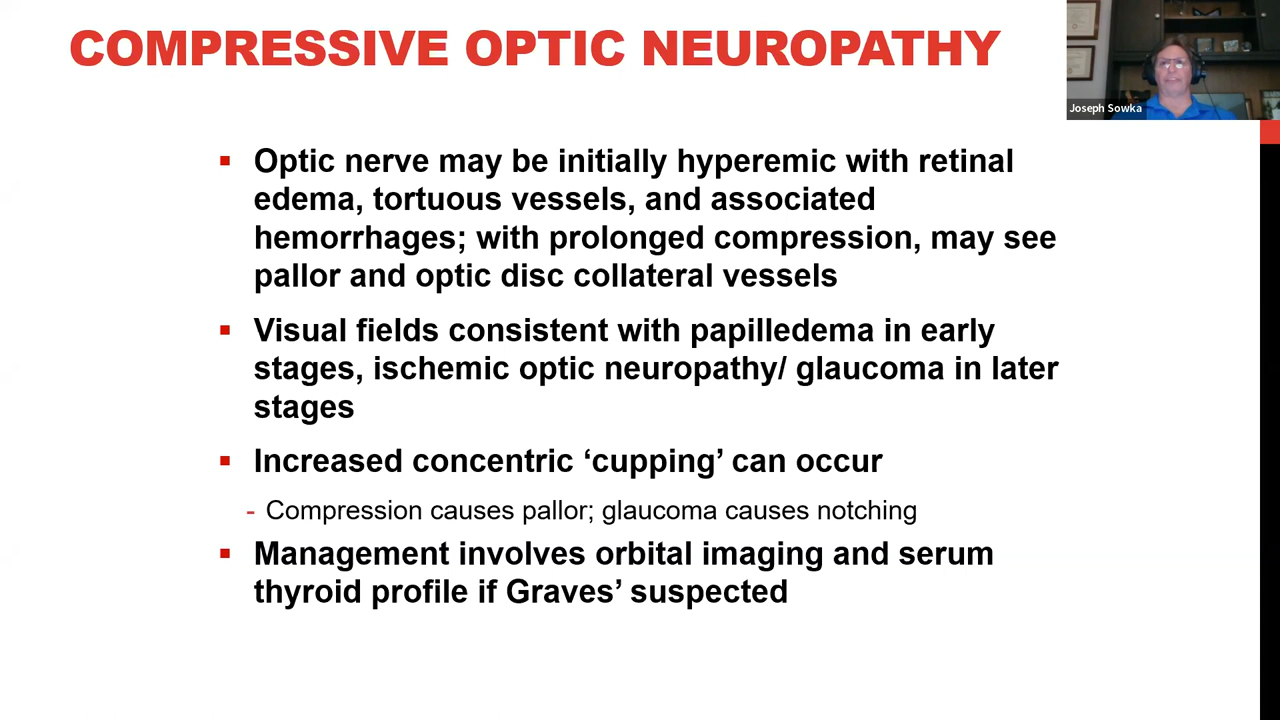 COMPRESSIVE OPTIC NEUROPATHY
Joseph Sowka
▪ Optic nerve may be initially hyperemic with retinal
edema, tortuous vessels, and associated
hemorrhages; with prolonged compression, may see
pallor and optic disc collateral vessels
▪ Visual fields consistent with papilledema in early
stages, ischemic optic neuropathy/ glaucoma in later
stages
▪ Increased concentric ‘cupping’ can occur
- Compression causes pallor; glaucoma causes notching
▪ Management involves orbital imaging and serum
thyroid profile if Graves’ suspected